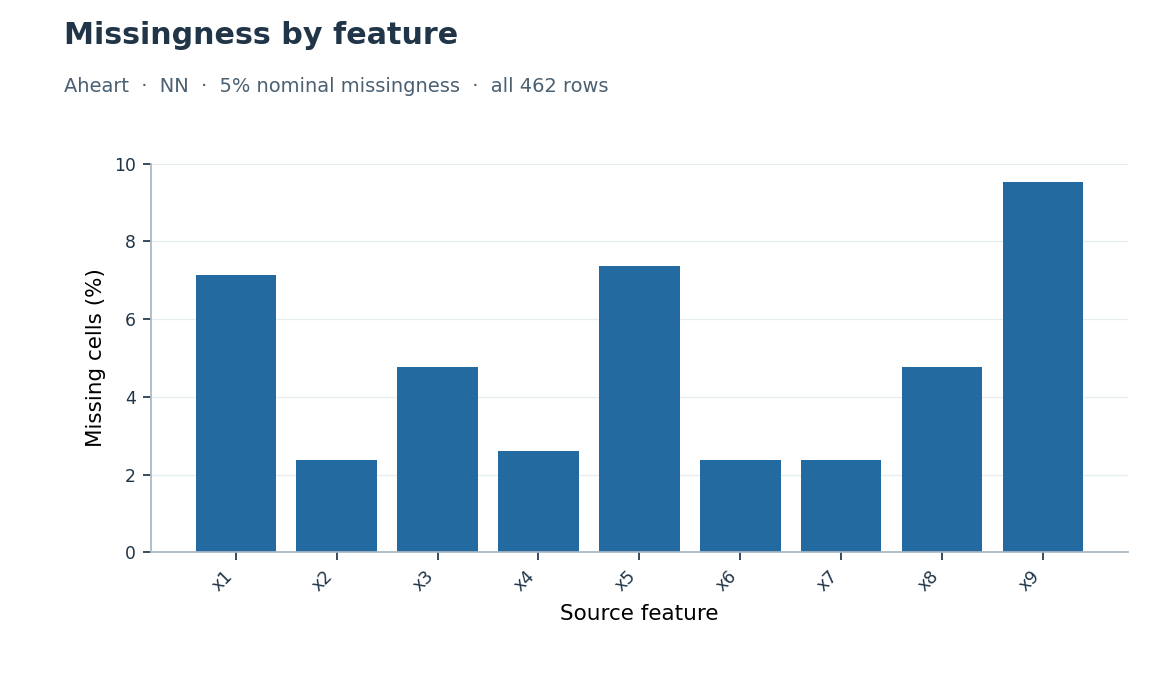 Missingness by feature
Aheart · NN · 5% nominal missingness · all 462 rows
10
8
6
4
2
0
Missing cells (%)
x1 x2 x3 x4 x5 x6 x7 x8 x9
Source feature